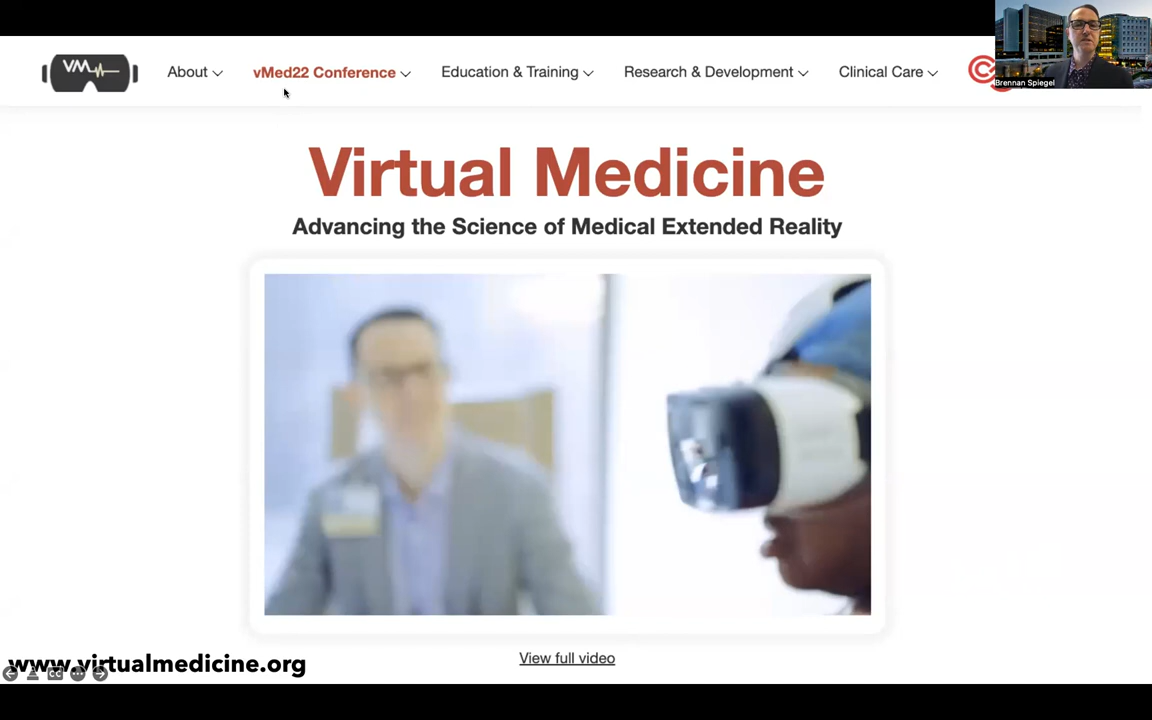 VM
About
vMed22 Conference
Education & Training
Research & Development
Clinical Care
Brennan Spiegel
Virtual Medicine
Advancing the Science of Medical Extended Reality
View full video
www.virtualmedicine.org
CC